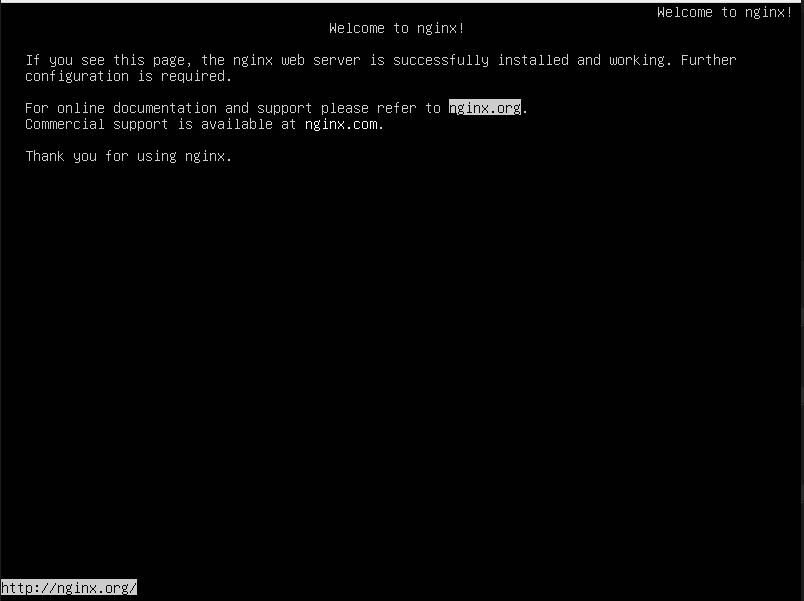 Welcome to nginx!
Welcome to nginx!
If you see this page, the nginx web server is successfully installed and working. Further
configuration is required.
For online documentation and support please refer to nginx.org.
Commercial support is available at nginx.com.
Thank you for using nginx.
http://nginx.org/